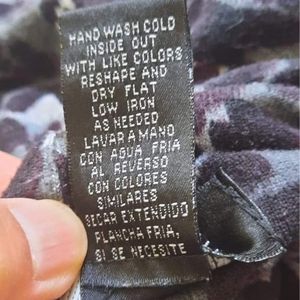 HAND WASH COLD
INSIDE OUT
WITH LIKE COLORS
RESHAPE AND
DRY FLAT
LOW IRON
AS NEEDED
LAVAR A MANO
CON AGUA FRIA
AL REVERSO
CON COLORES
SIMILARES
SECAR EXTENDIDO
PLANCHA FRIA,
SI SE NECESITE